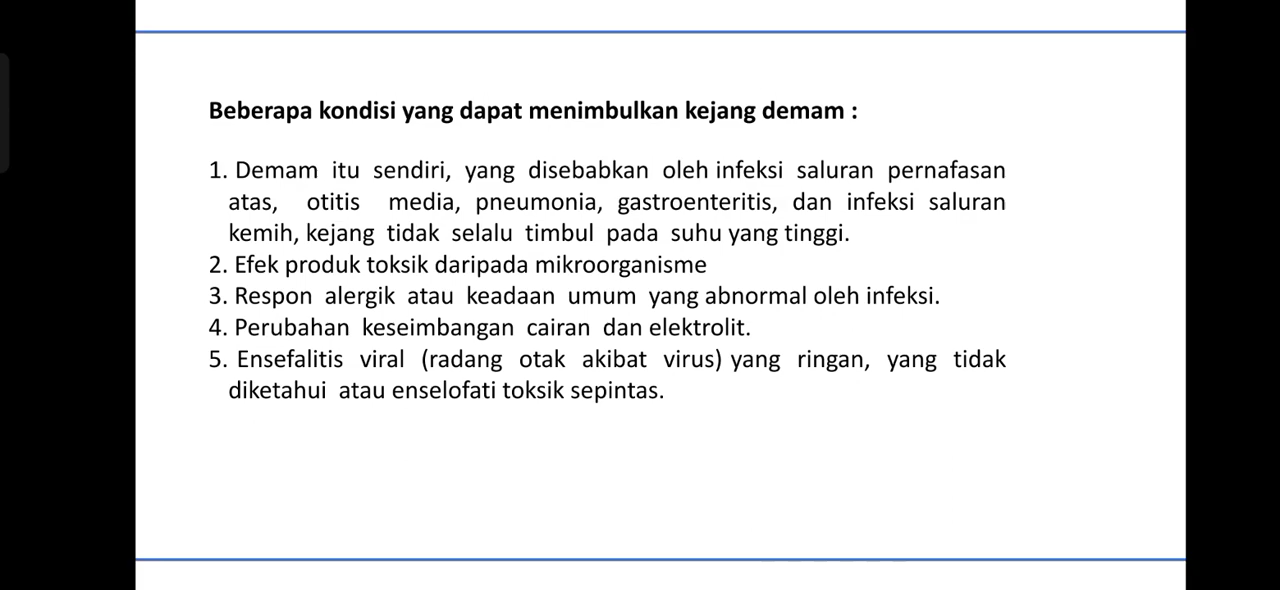 Beberapa kondisi yang dapat menimbulkan kejang demam :
1. Demam itu sendiri, yang disebabkan oleh infeksi saluran pernafasan
atas, otitis media, pneumonia, gastroenteritis, dan infeksi saluran
kemih, kejang tidak selalu timbul pada suhu yang tinggi.
2. Efek produk toksik daripada mikroorganisme
3. Respon alergik atau keadaan umum yang abnormal oleh infeksi.
4. Perubahan keseimbangan cairan dan elektrolit.
5. Ensefalitis viral (radang otak akibat virus) yang ringan, yang tidak
diketahui atau enselofati toksik sepintas.